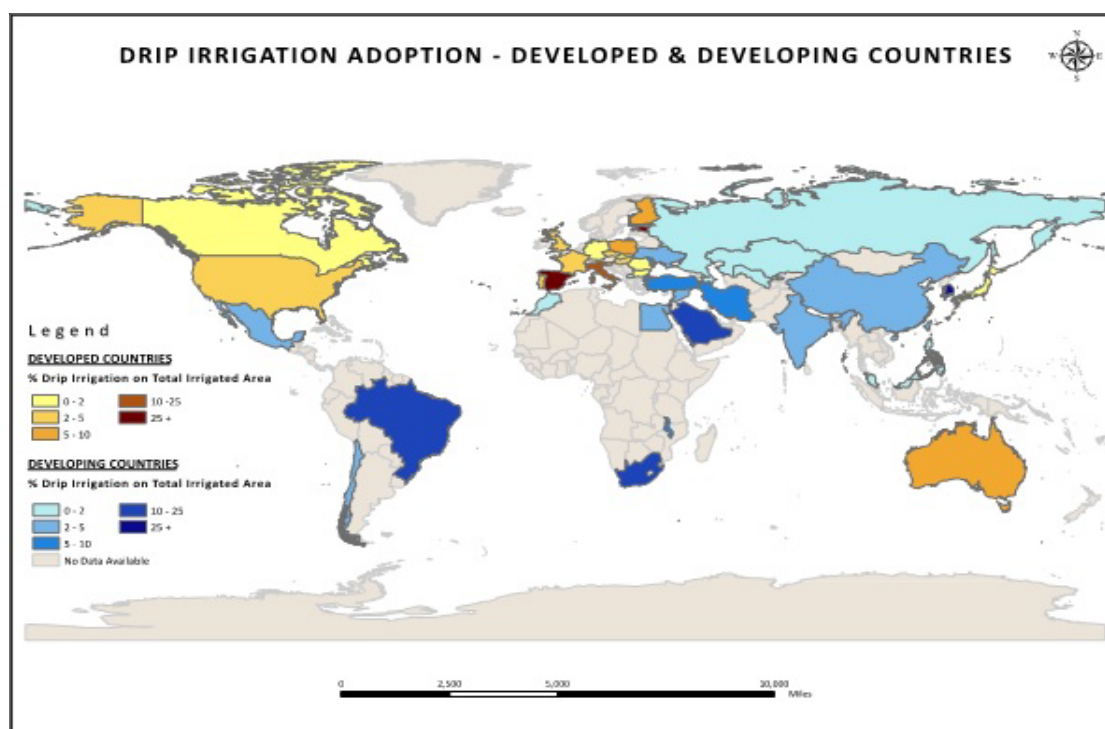 DRIP IRRIGATION ADOPTION - DEVELOPED & DEVELOPING COUNTRIES
N
W E
S
Legend
DEVELOPED COUNTRIES
% Drip Irrigation on Total Irrigated Area
0 - 2 10 -25
2 - 5 25 +
5 - 10
DEVELOPING COUNTRIES
% Drip Irrigation on Total Irrigated Area
0 - 2 10 - 25
2 - 5 25 +
5 - 10
No Data Available
0 2,500 5,000 10,000
Miles